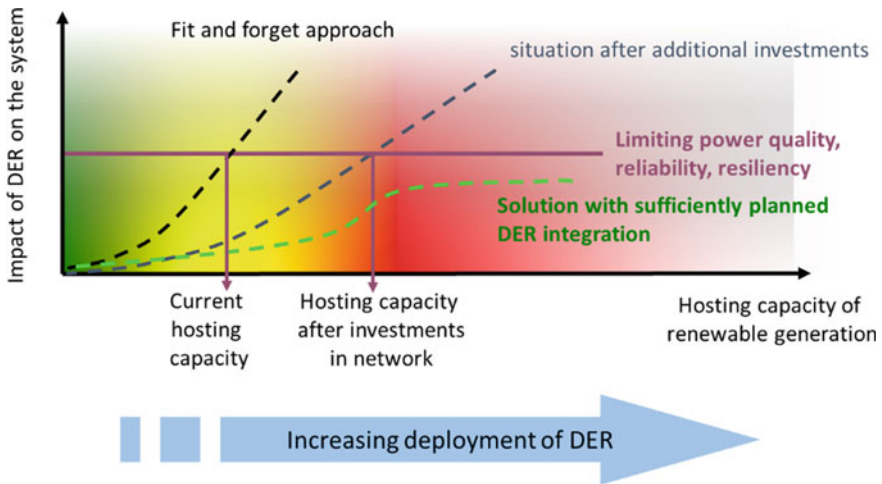 Impact of DER on the system
Fit and forget approach
situation after additional investments
Limiting power quality,
reliability, resiliency
Solution with sufficiently planned
DER integration
Current
hosting
capacity
Hosting capacity
after investments
in network
Hosting capacity of
renewable generation
Increasing deployment of DER